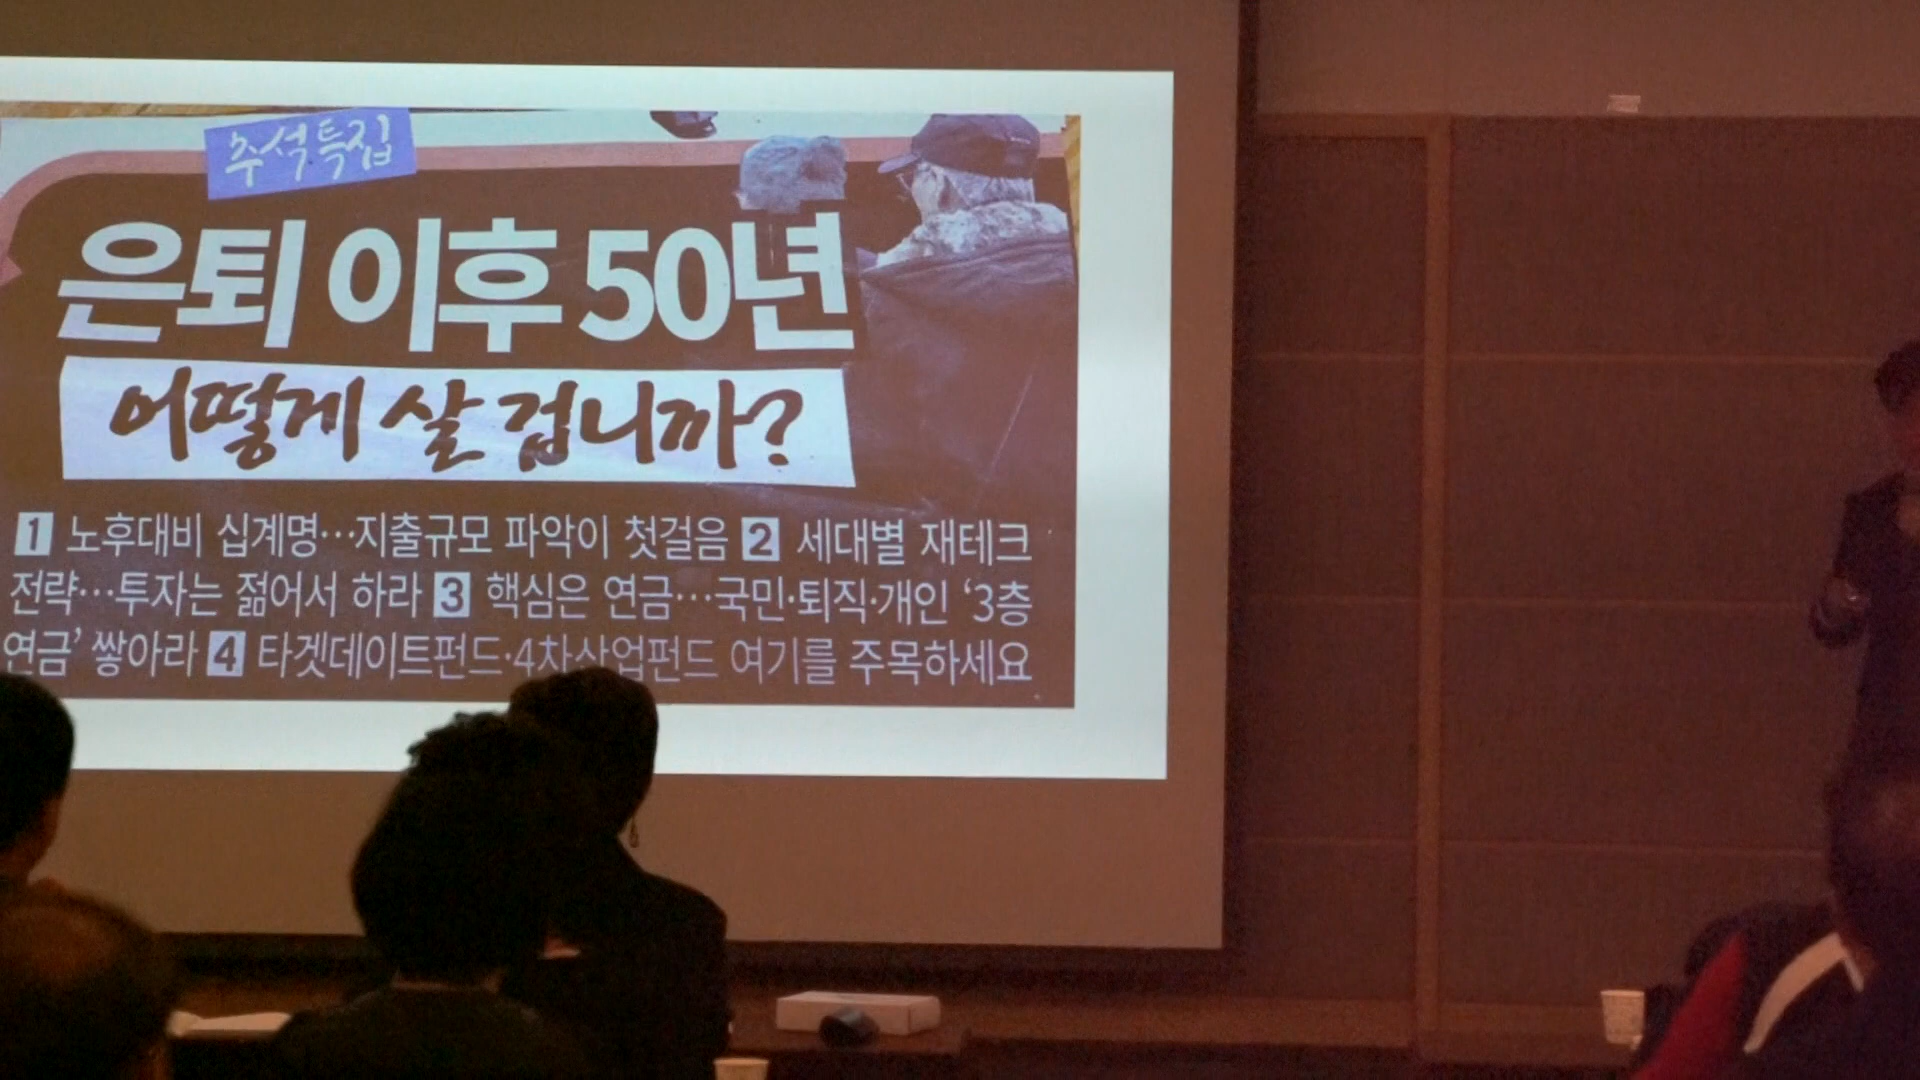 추석특집
은퇴 이후 50년
어떻게 살 겁니까?
1 노후대비 십계명…지출규모 파악이 첫걸음 2 세대별 재테크
전략…투자는 젊어서 하라 3 핵심은 연금…국민·퇴직·개인 ‘3층
연금’ 쌓아라 4 타겟데이트펀드·4차산업펀드 여기를 주목하세요